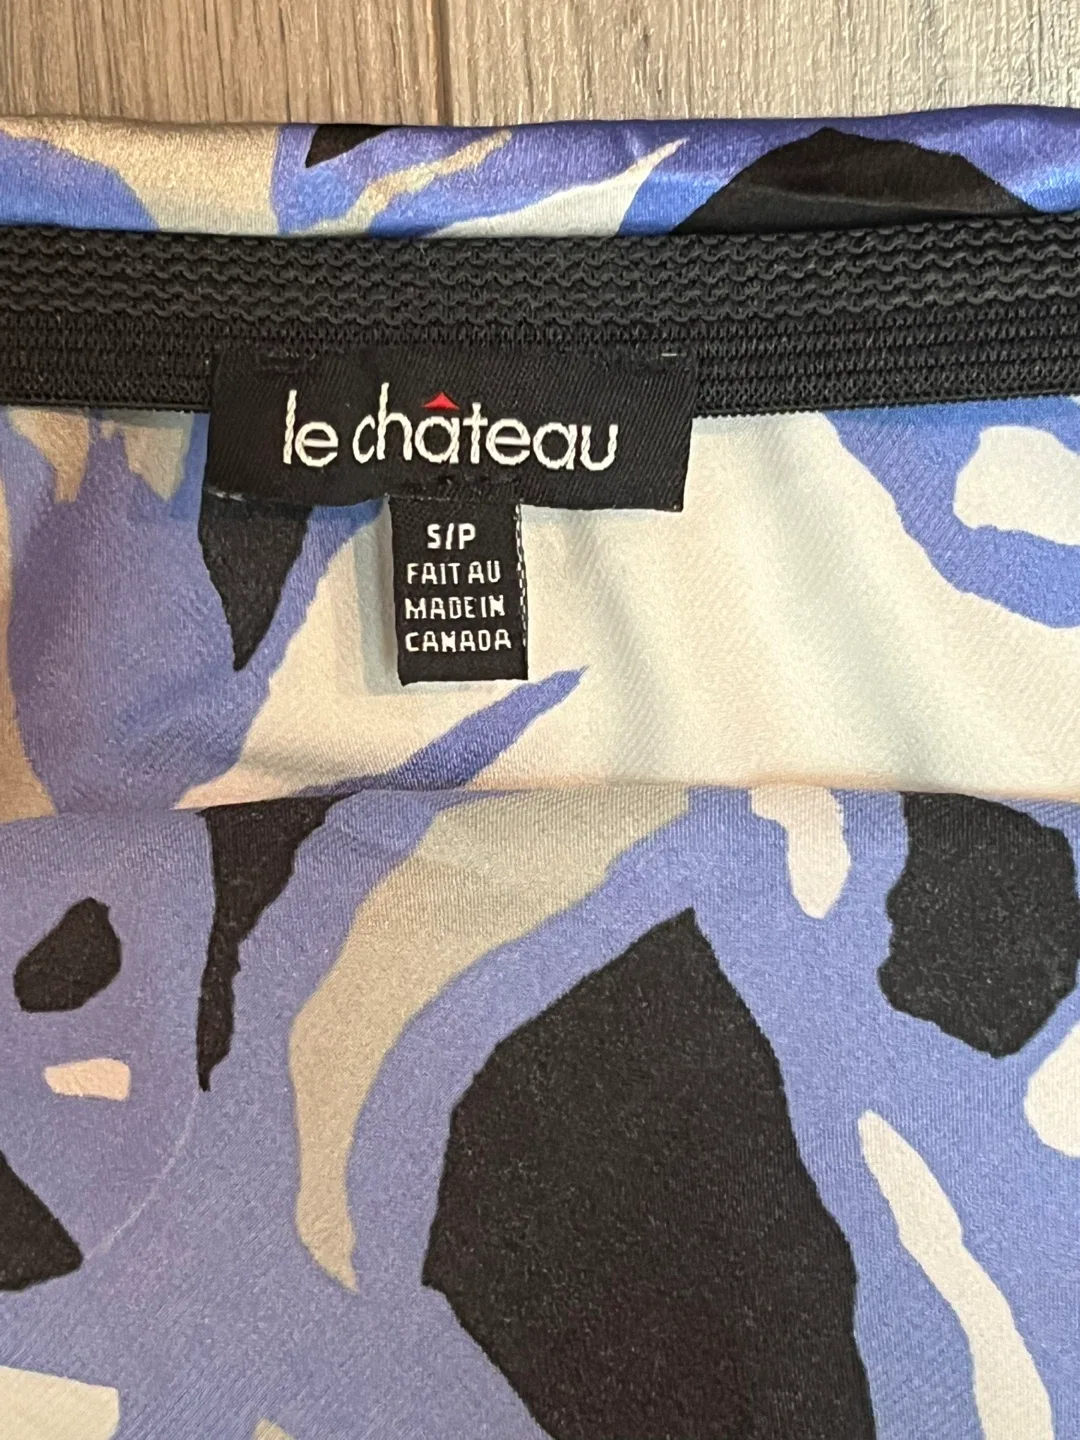 le château
S/P
FAIT AU
MADE IN
CANADA